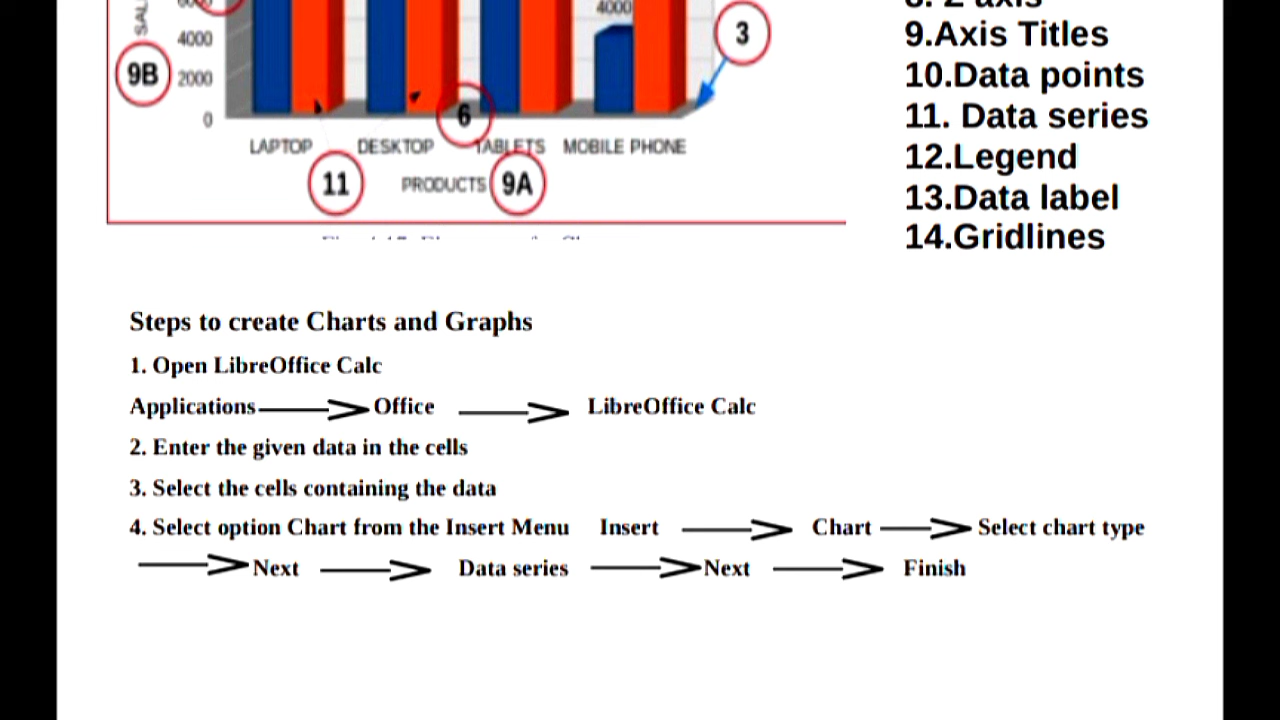 4000
3
9.Axis Titles
4000
9B
2000
10.Data points
6
0
11. Data series
LAPTOP DESKTOP TABLETS MOBILE PHONE
12.Legend
11
PRODUCTS
9A
13.Data label
14.Gridlines
Steps to create Charts and Graphs
1. Open LibreOffice Calc
Applications Office LibreOffice Calc
2. Enter the given data in the cells
3. Select the cells containing the data
4. Select option Chart from the Insert Menu Insert Chart Select chart type
Next Data series Next Finish